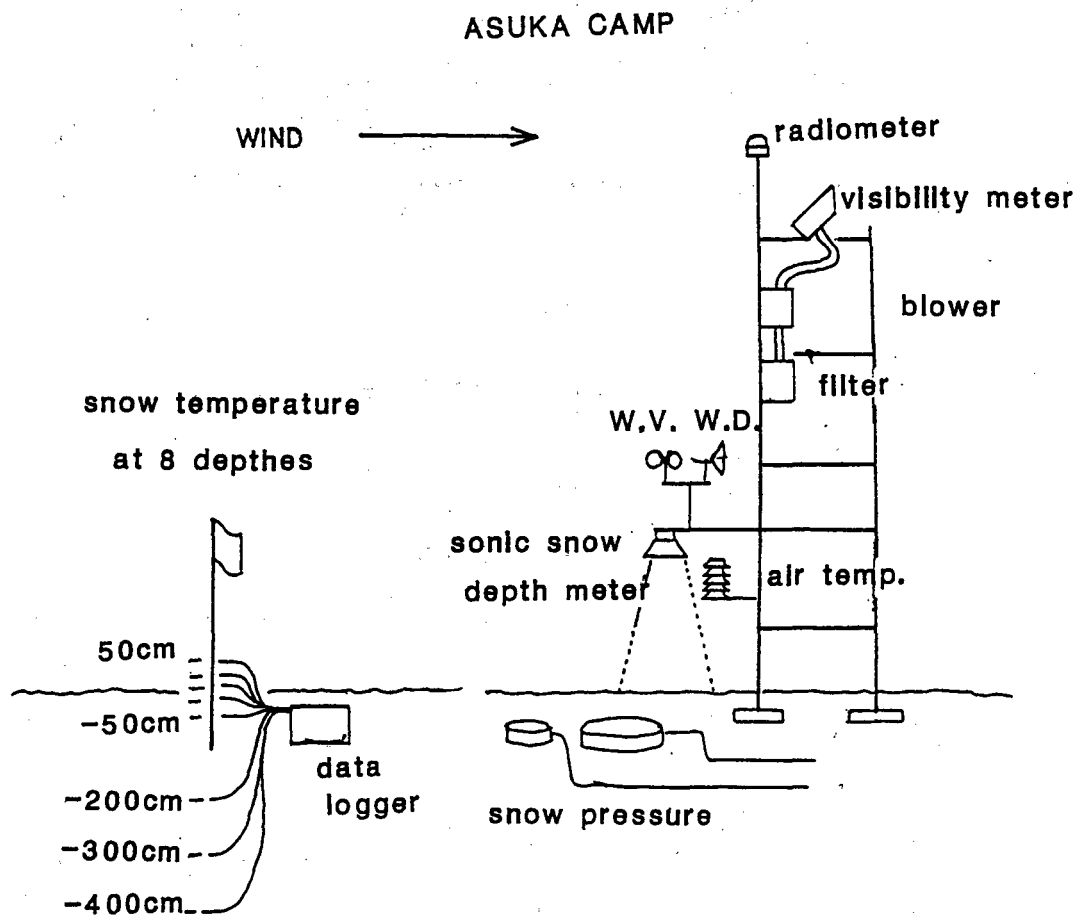 ASUKA CAMP
WIND
radiometer
visibility meter
blower
filter
snow temperature
at 8 depthes
W.V. W.D.
sonic snow
depth meter
air temp.
50cm
-50cm
-200cm
-300cm
-400cm
data
logger
snow pressure